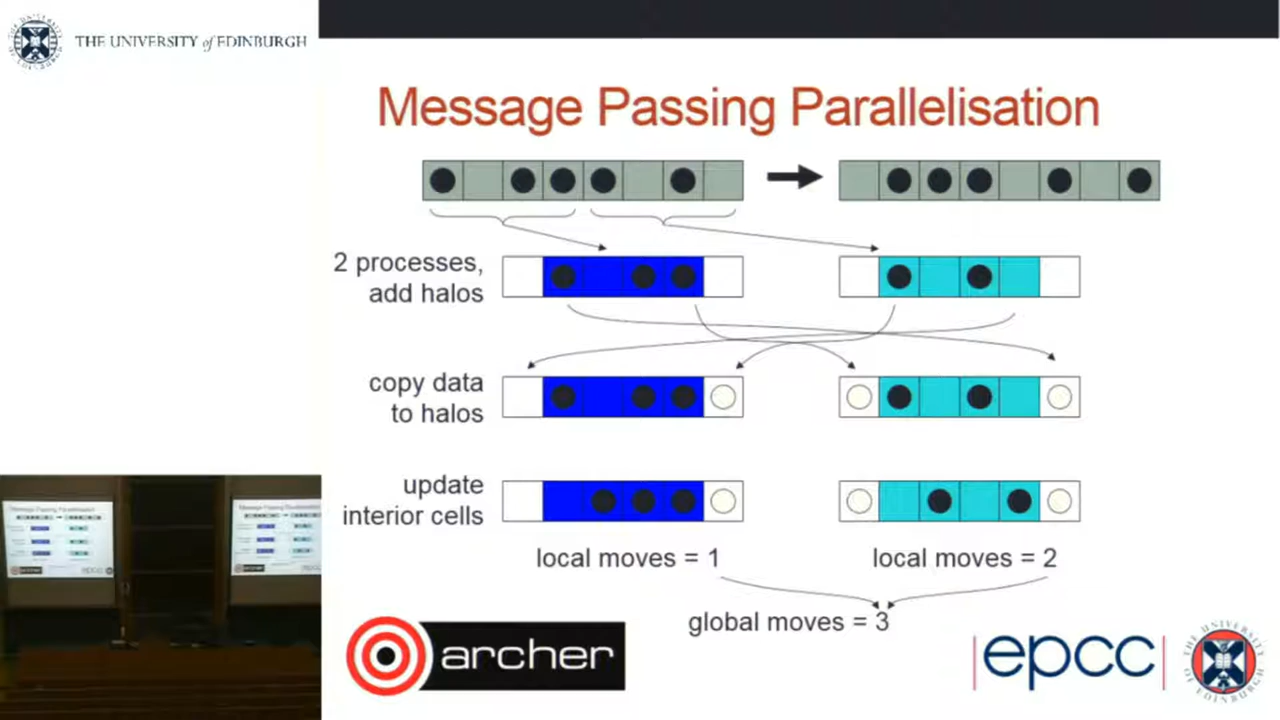 THE UNIVERSITY of EDINBURGH
Message Passing Parallelisation
2 processes,
add halos
copy data
to halos
update
interior cells
local moves = 1
local moves = 2
global moves = 3
archer
epcc